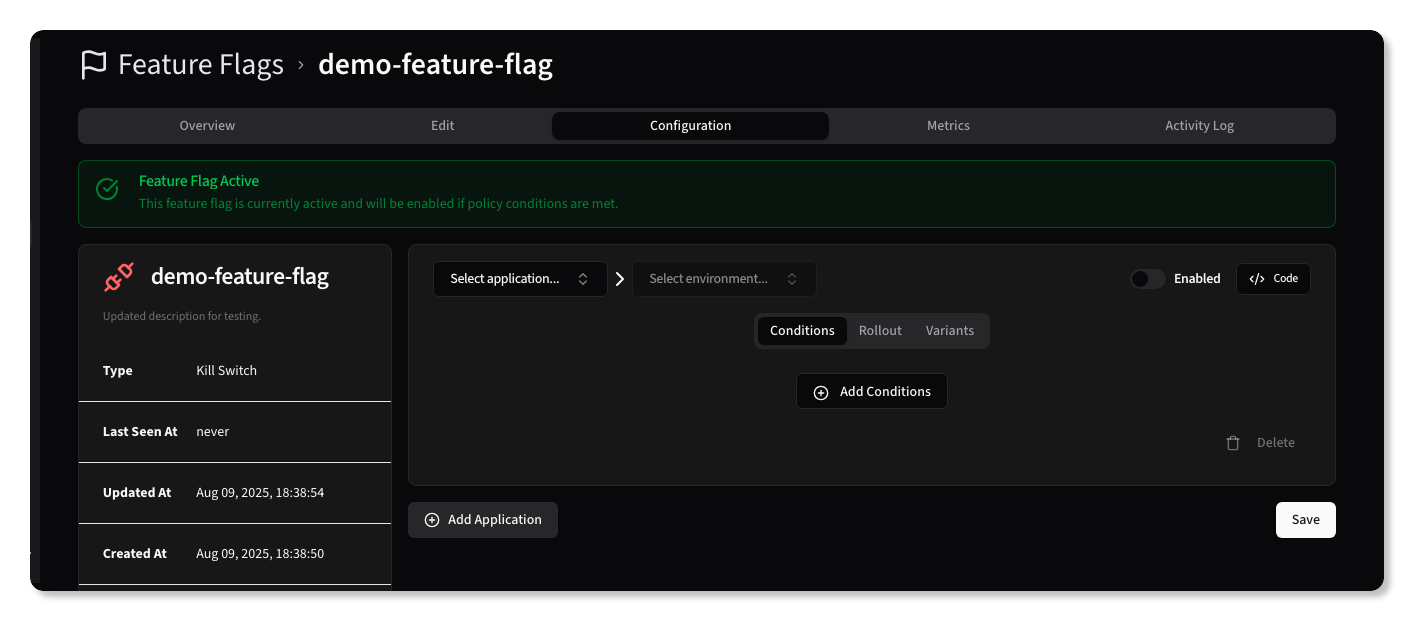 Feature Flags › demo-feature-flag
Overview Edit Configuration Metrics Activity Log
Feature Flag Active
This feature flag is currently active and will be enabled if policy conditions are met.
demo-feature-flag
Updated description for testing.
Type Kill Switch
Last Seen At never
Updated At Aug 09, 2025, 18:38:54
Created At Aug 09, 2025, 18:38:50
Select application... Select environment... Enabled </> Code
Conditions Rollout Variants
Add Conditions
Delete
Add Application Save